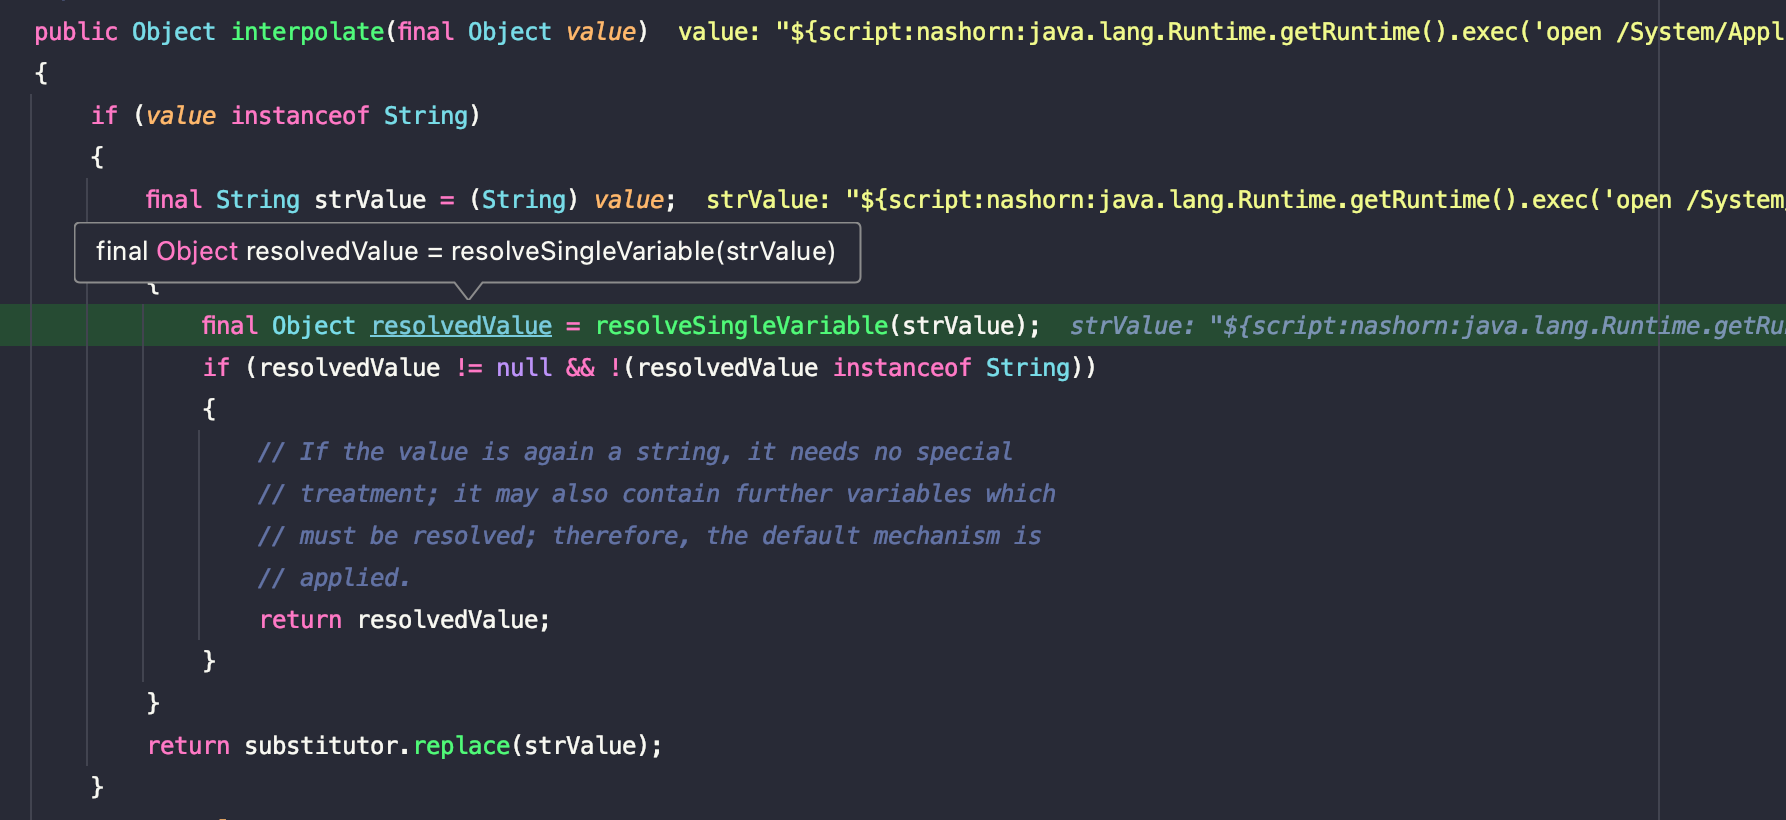 public Object interpolate(final Object value)  value: "${script:nashorn:java.lang.Runtime.getRuntime().exec('open /System/Appl
{
if (value instanceof String)
{
final String strValue = (String) value;  strValue: "${script:nashorn:java.lang.Runtime.getRuntime().exec('open /System/
final Object resolvedValue = resolveSingleVariable(strValue)
{
final Object resolvedValue = resolveSingleVariable(strValue);  strValue: "${script:nashorn:java.lang.Runtime.getRu
if (resolvedValue != null && !(resolvedValue instanceof String))
{
// If the value is again a string, it needs no special
// treatment; it may also contain further variables which
// must be resolved; therefore, the default mechanism is
// applied.
return resolvedValue;
}
}
return substitutor.replace(strValue);
}